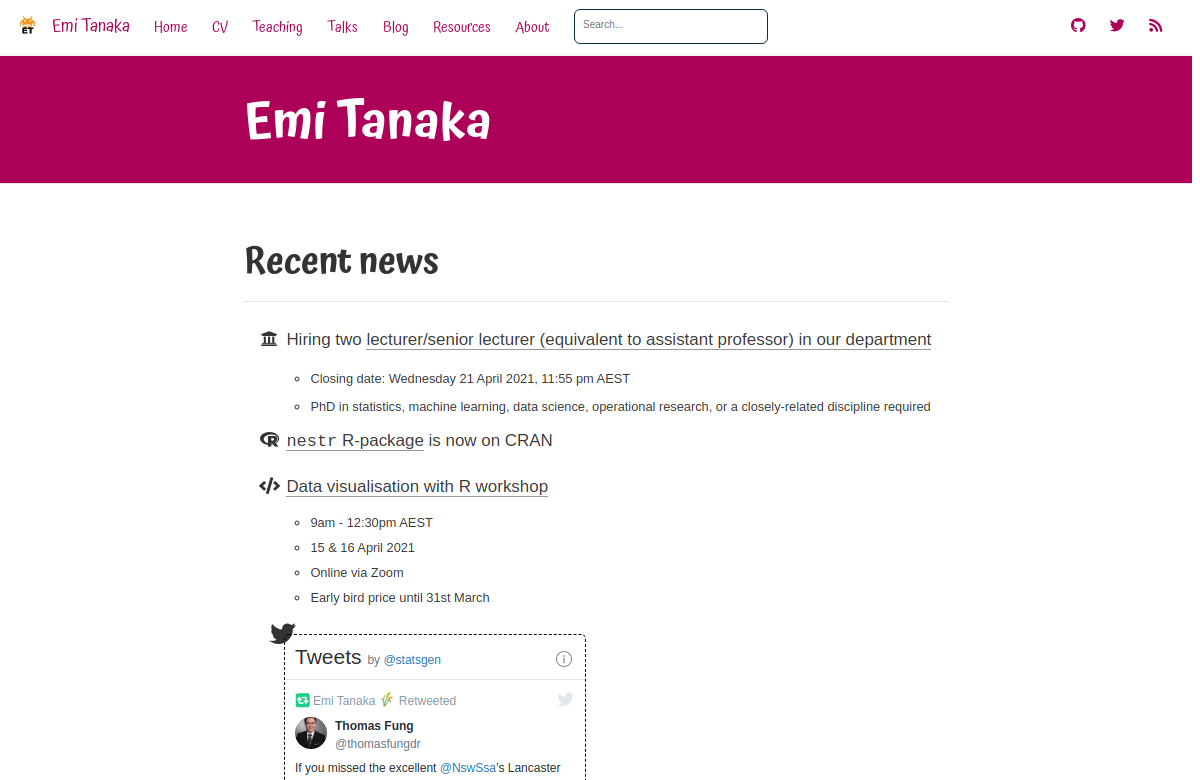 ET Emi Tanaka Home CV Teaching Talks Blog Resources About Search...
Emi Tanaka
Recent news
Hiring two lecturer/senior lecturer (equivalent to assistant professor) in our department
Closing date: Wednesday 21 April 2021, 11:55 pm AEST
PhD in statistics, machine learning, data science, operational research, or a closely-related discipline required
nestr R-package is now on CRAN
Data visualisation with R workshop
9am - 12:30pm AEST
15 & 16 April 2021
Online via Zoom
Early bird price until 31st March
Tweets by @statsgen
Emi Tanaka 🌾 Retweeted
Thomas Fung
@thomasfungdr
If you missed the excellent @NswSsa's Lancaster